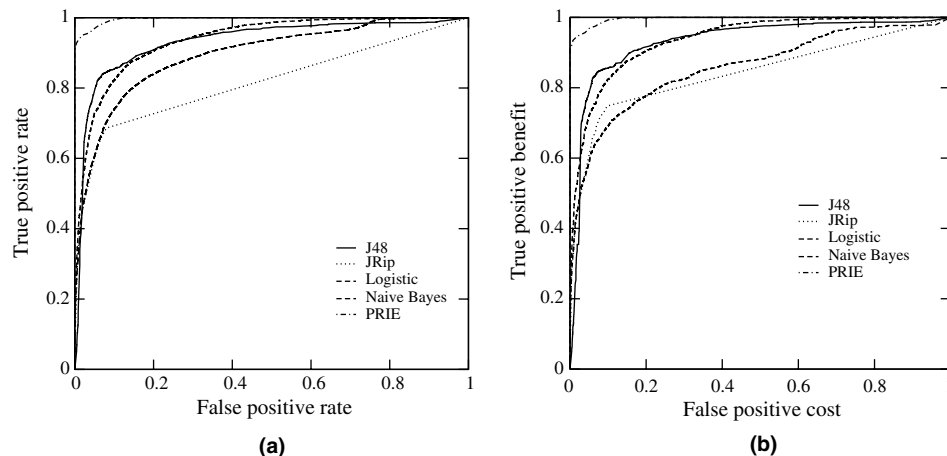 1
0.8
0.6
0.4
0.2
0
True positive rate
J48
JRip
Logistic
Naive Bayes
PRIE
0
0.2
0.4
0.6
0.8
1
False positive rate
(a)
1
0.8
0.6
0.4
0.2
0
True positive benefit
J48
JRip
Logistic
Naive Bayes
PRIE
0
0.2
0.4
0.6
0.8
False positive cost
(b)